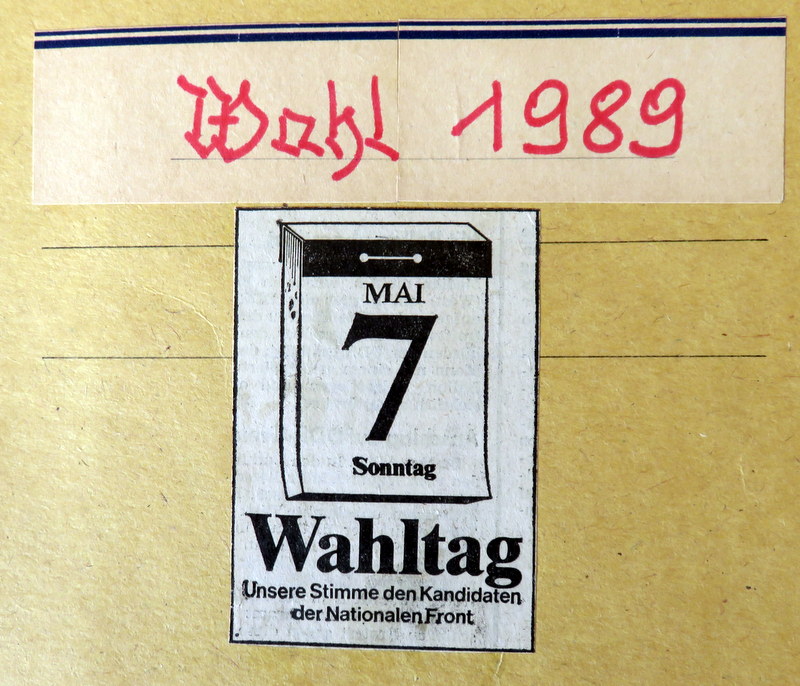 Wahl 1989
MAI
7
Sonntag
Wahltag
Unsere Stimme den Kandidaten
der Nationalen Front